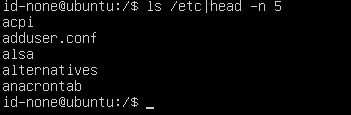 id-none@ubuntu:/$ ls /etc|head -n 5
acpi
adduser.conf
alsa
alternatives
anacrontab
id-none@ubuntu:/$ _